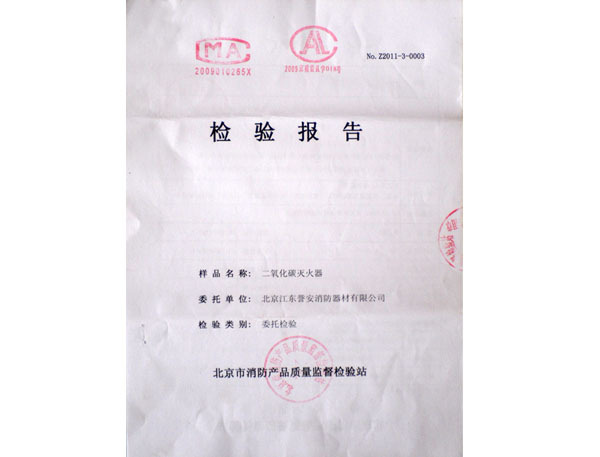 MA
2009010285X
AL
No.Z2011-3-0003
检验报告
样品名称: 二氧化碳灭火器
委托单位: 北京江东誉安消防器材有限公司
检验类别: 委托检验
北京市消防产品质量监督检验站